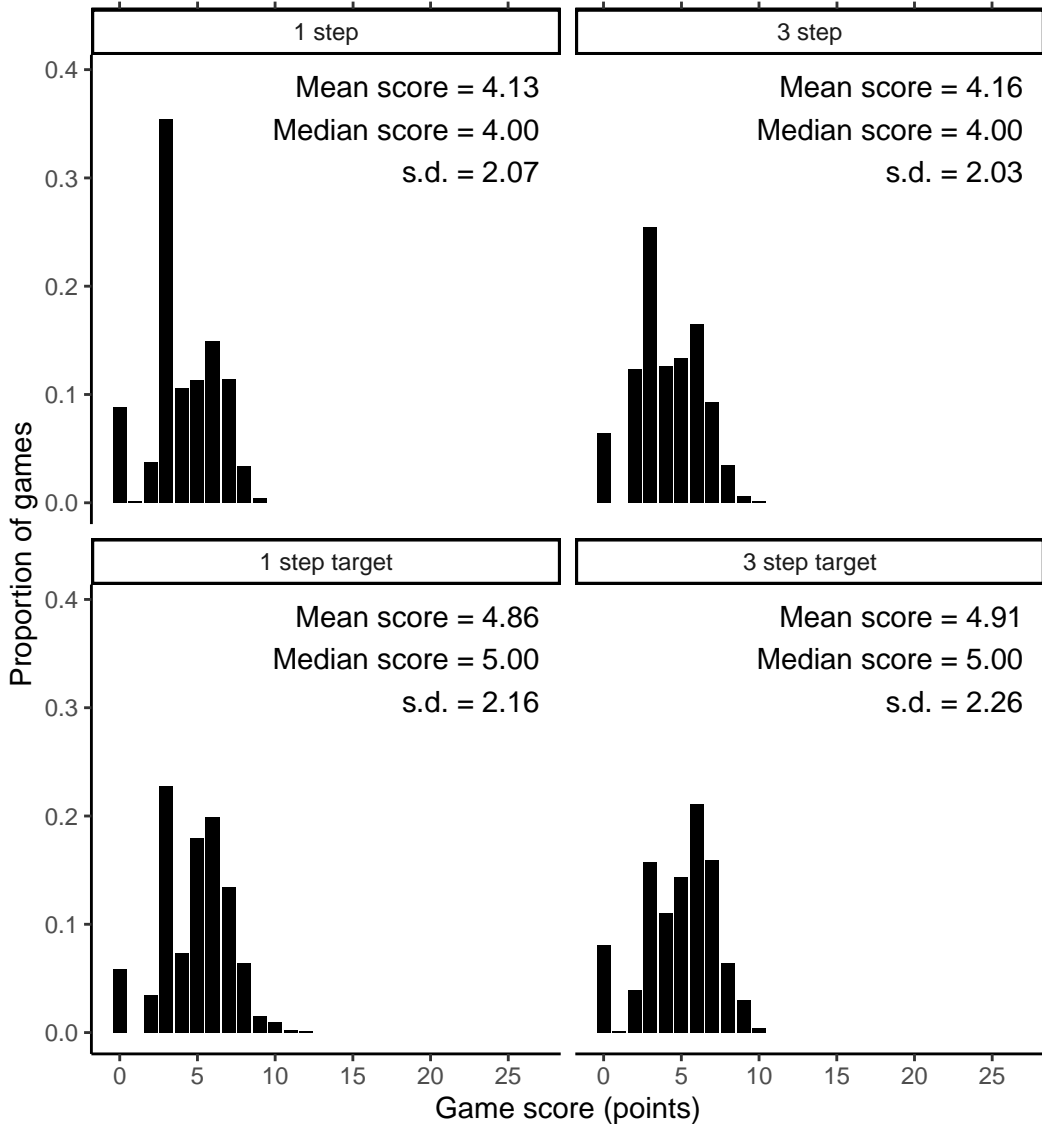 1 step
3 step
0.4
0.3
0.2
0.1
0.0
Mean score = 4.13
Median score = 4.00
s.d. = 2.07
Mean score = 4.16
Median score = 4.00
s.d. = 2.03
Proportion of games
1 step target
3 step target
0.4
0.3
0.2
0.1
0.0
Mean score = 4.86
Median score = 5.00
s.d. = 2.16
Mean score = 4.91
Median score = 5.00
s.d. = 2.26
0 5 10 15 20 25
0 5 10 15 20 25
Game score (points)